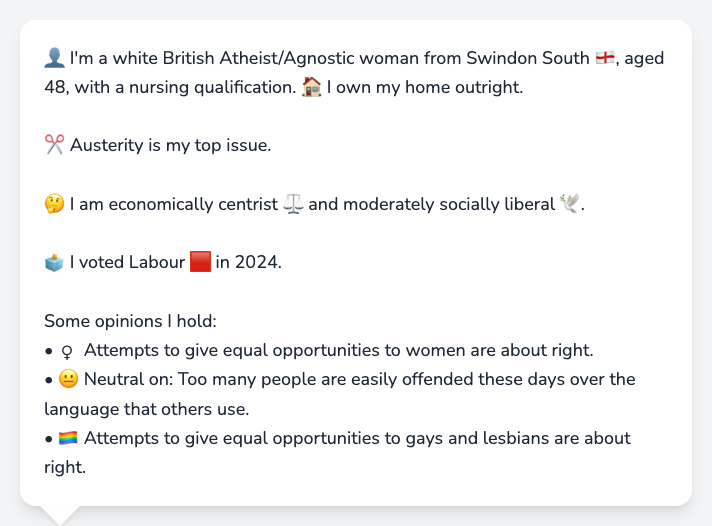 👤 I'm a white British Atheist/Agnostic woman from Swindon South 🏴󠁧󠁢󠁥󠁮󠁧󠁿, aged
48, with a nursing qualification. 🏠 I own my home outright.
✂️ Austerity is my top issue.
🤔 I am economically centrist ⚖️ and moderately socially liberal 🕊️.
🗳️ I voted Labour 🟥 in 2024.
Some opinions I hold:
• ♀ Attempts to give equal opportunities to women are about right.
• 😐 Neutral on: Too many people are easily offended these days over the
language that others use.
• 🏳️‍🌈 Attempts to give equal opportunities to gays and lesbians are about
right.